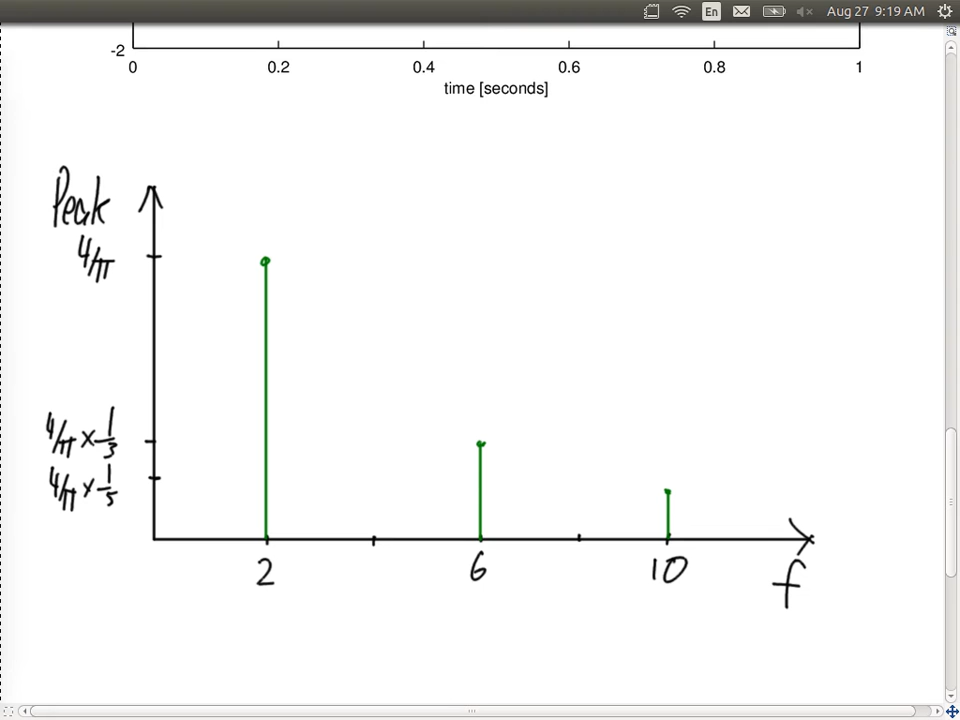 En Aug 27 9:19 AM
-2
0 0.2 0.4 0.6 0.8 1
time [seconds]
Peak
4/π
4/π × 1/3
4/π × 1/5
2 6 10
f